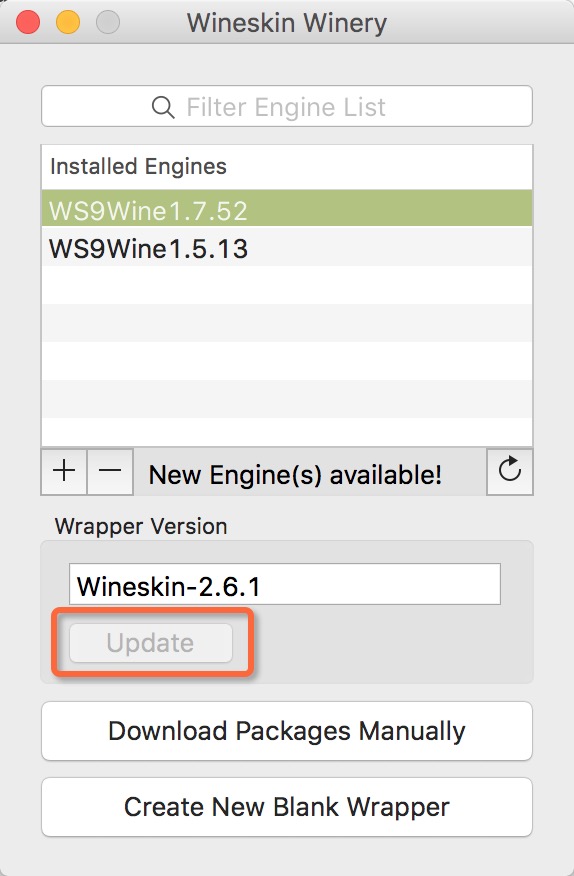 Wineskin Winery
Filter Engine List
Installed Engines
WS9Wine1.7.52
WS9Wine1.5.13
New Engine(s) available!
Wrapper Version
Wineskin-2.6.1
Update
Download Packages Manually
Create New Blank Wrapper